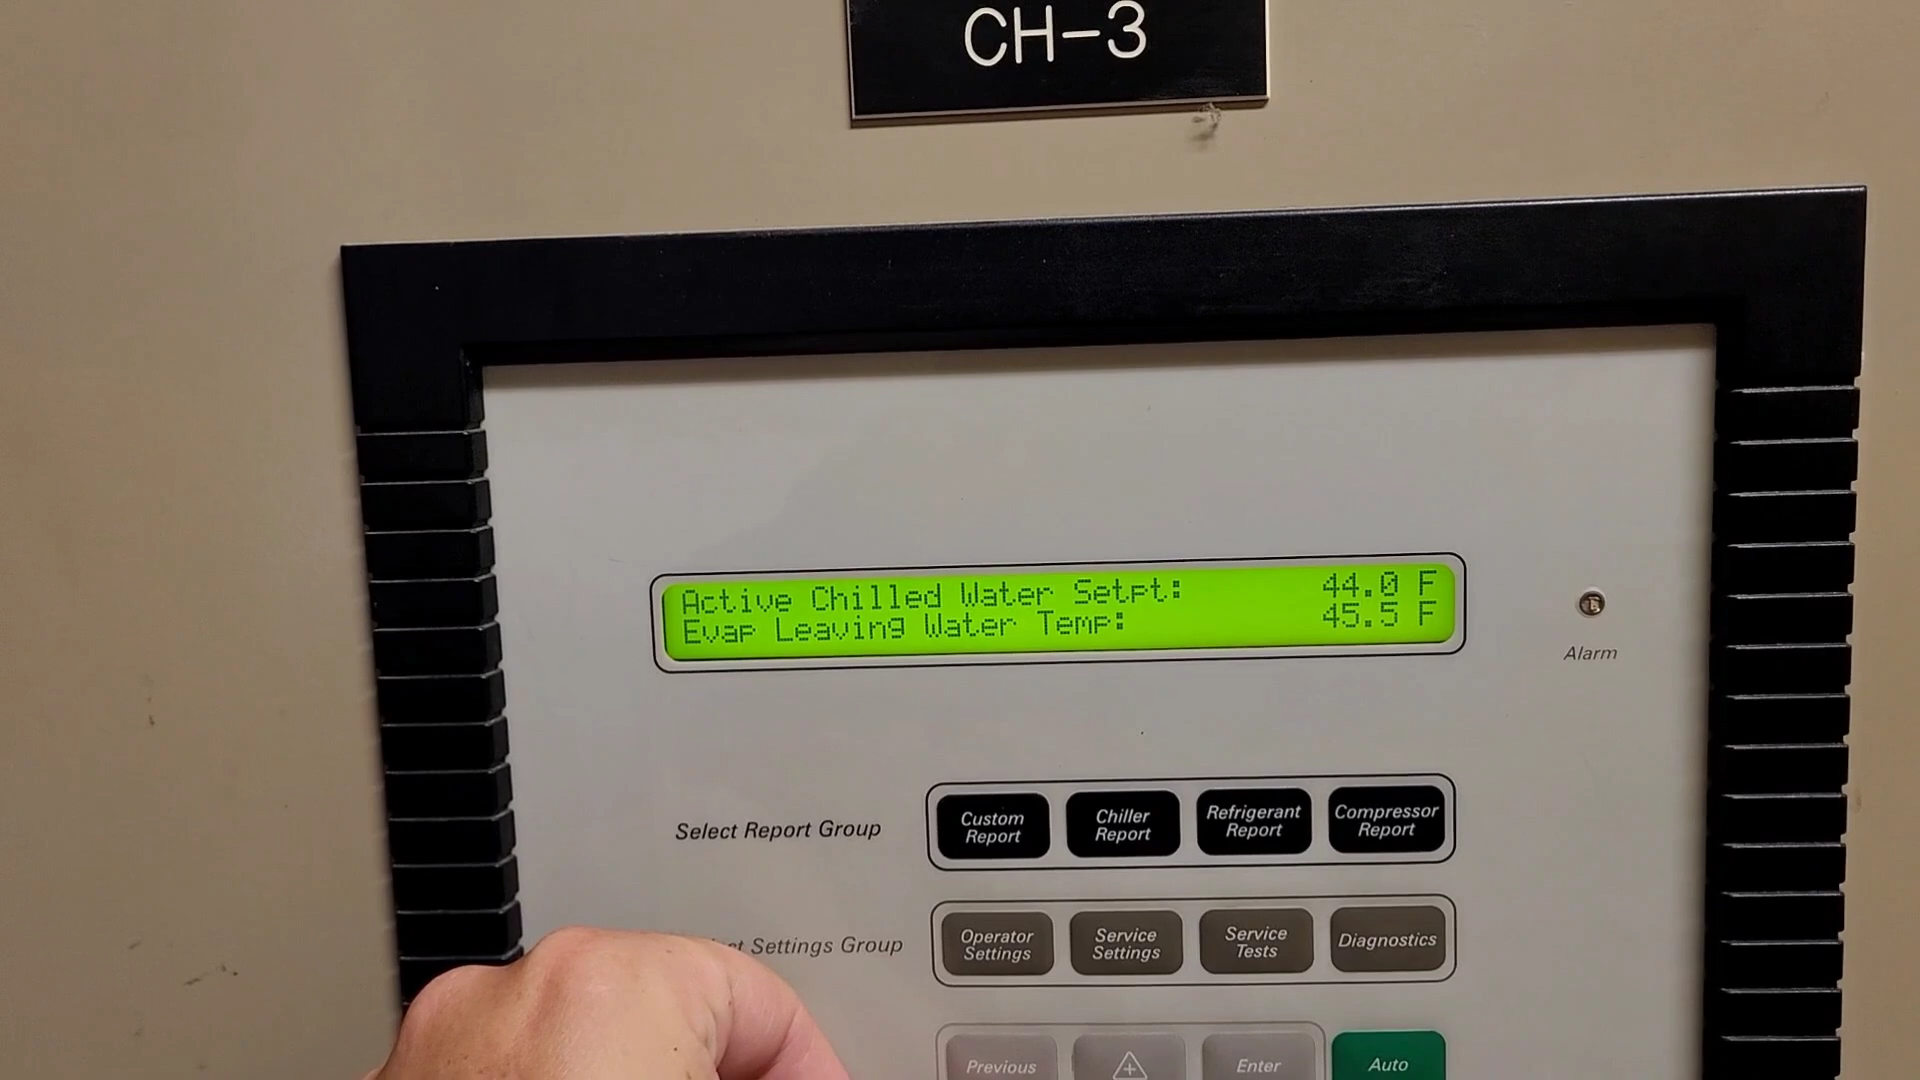 CH-3
Active Chilled Water Setpt: 44.0 F
Evap Leaving Water Temp: 45.5 F
Alarm
Select Report Group
Custom Report
Chiller Report
Refrigerant Report
Compressor Report
Settings Group
Operator Settings
Service Settings
Service Tests
Diagnostics
Previous
+
Enter
Auto